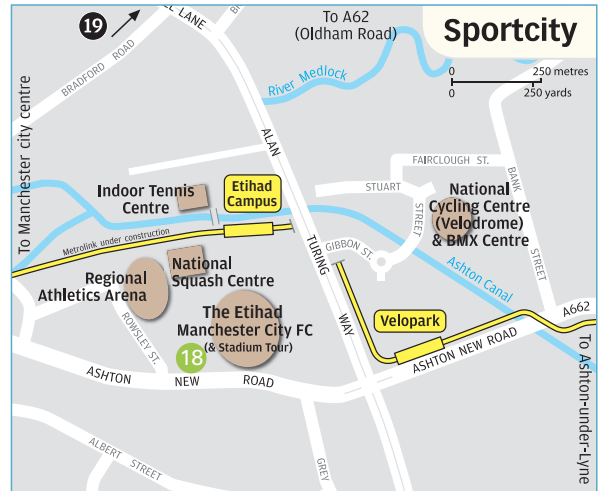 19
LL LANE
To A62
(Oldham Road)
Sportcity
BRADFORD ROAD
River Medlock
0
250 metres
0
250 yards
To Manchester city centre
ALAN
TURING
WAY
FAIRCLOUGH ST.
BANK
STREET
STUART
STREET
Indoor Tennis
Centre
Etihad
Campus
National
Cycling Centre
(Velodrome)
& BMX Centre
Metrolink under construction
GIBBON ST.
Ashton Canal
Regional
Athletics Arena
National
Squash Centre
The Etihad
Manchester City FC
(& Stadium Tour)
ROWSLEY ST.
18
Velopark
A662
ASHTON NEW ROAD
ASHTON NEW ROAD
To Ashton-under-Lyne
ALBERT STREET
GREY